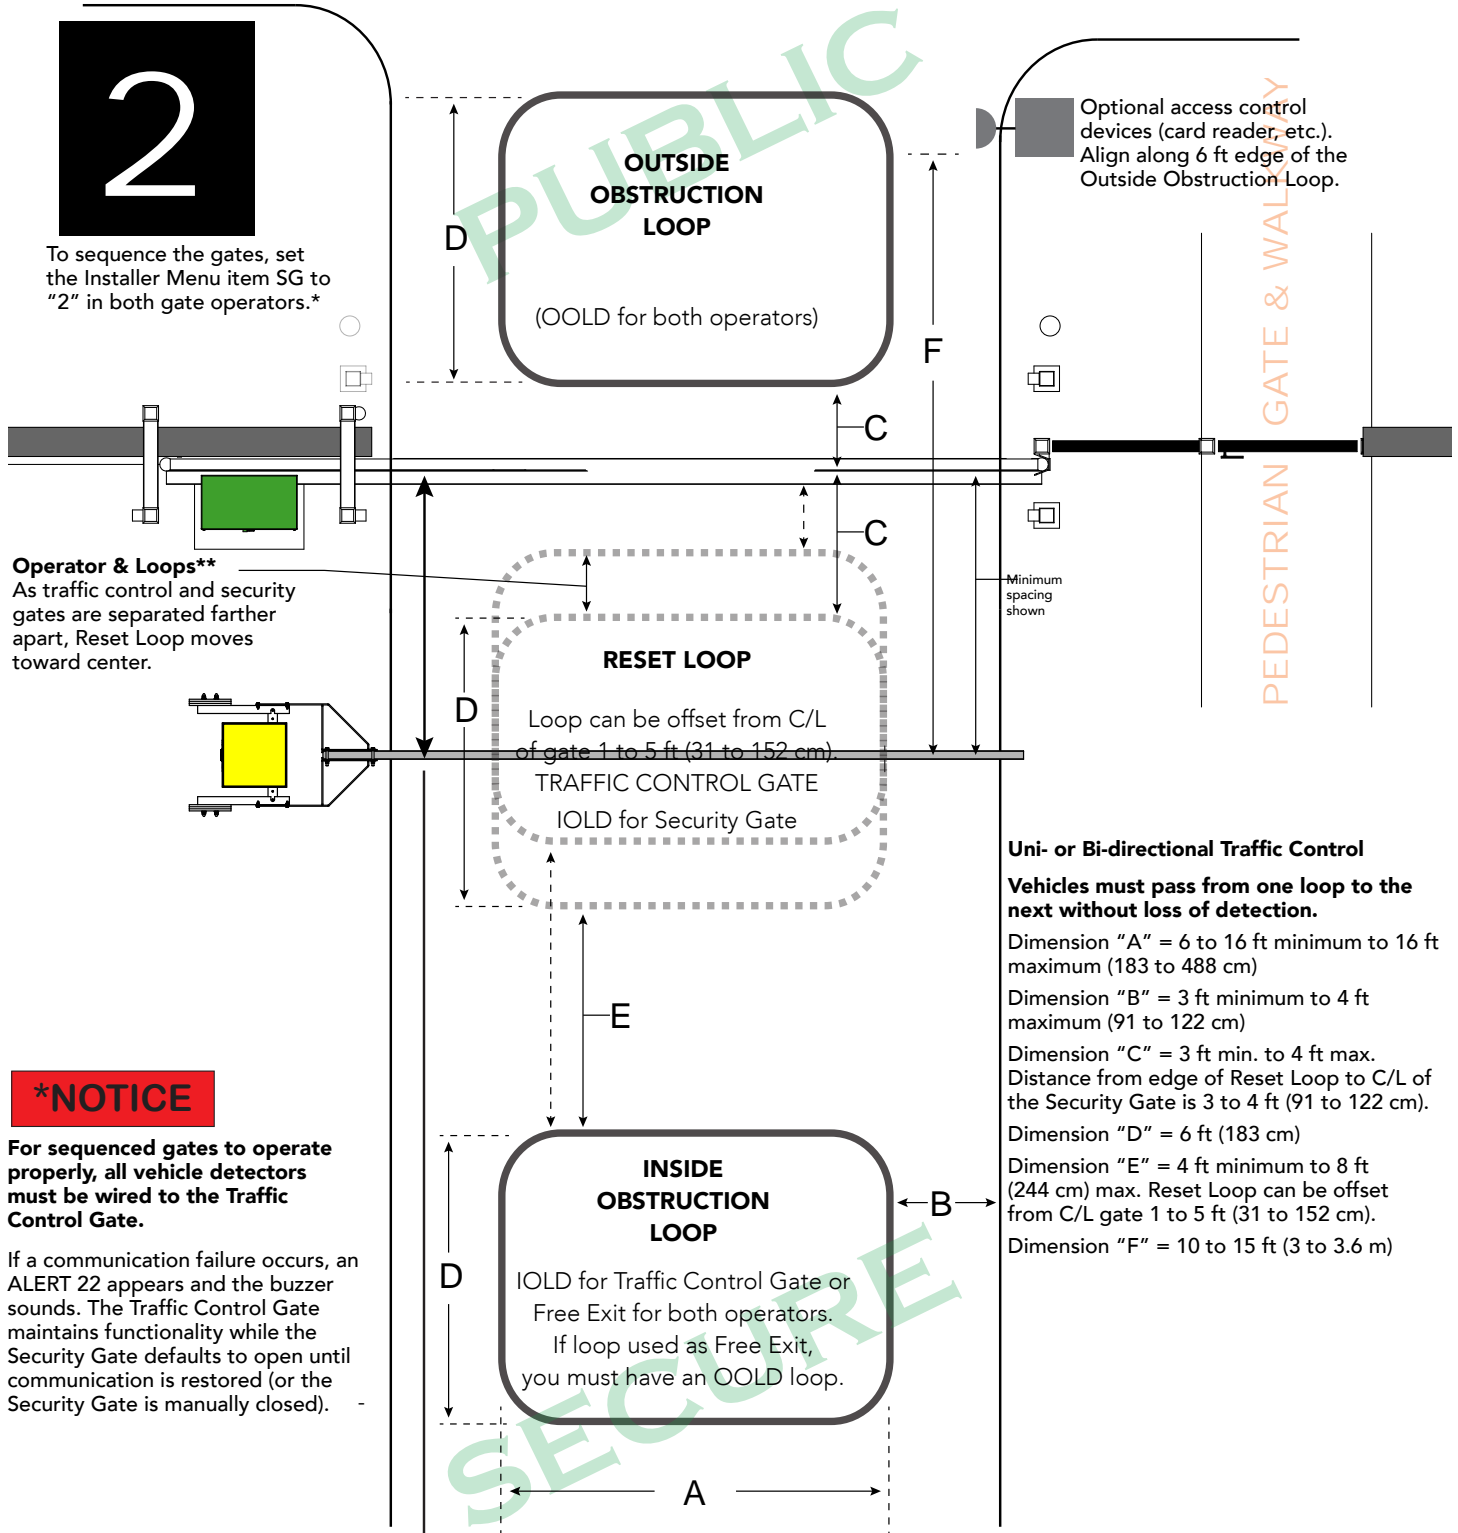 2
To sequence the gates, set
the Installer Menu item SG to
“2” in both gate operators.*
PUBLIC
OUTSIDE
OBSTRUCTION
LOOP
(OOLD for both operators)
D
Optional access control
devices (card reader, etc.).
Align along 6 ft edge of the
Outside Obstruction Loop.
PEDESTRIAN GATE & WALKWAY
F
C
C
Operator & Loops**
As traffic control and security
gates are separated farther
apart, Reset Loop moves
toward center.
Minimum
spacing
shown
RESET LOOP
D
Loop can be offset from C/L
of gate 1 to 5 ft (31 to 152 cm).
TRAFFIC CONTROL GATE
IOLD for Security Gate
E
Uni- or Bi-directional Traffic Control
Vehicles must pass from one loop to the
next without loss of detection.
Dimension “A” = 6 to 16 ft minimum to 16 ft
maximum (183 to 488 cm)
Dimension “B” = 3 ft minimum to 4 ft
maximum (91 to 122 cm)
Dimension “C” = 3 ft min. to 4 ft max.
Distance from edge of Reset Loop to C/L of
the Security Gate is 3 to 4 ft (91 to 122 cm).
Dimension “D” = 6 ft (183 cm)
Dimension “E” = 4 ft minimum to 8 ft
(244 cm) max. Reset Loop can be offset
from C/L gate 1 to 5 ft (31 to 152 cm).
Dimension “F” = 10 to 15 ft (3 to 3.6 m)
*NOTICE
For sequenced gates to operate
properly, all vehicle detectors
must be wired to the Traffic
Control Gate.
If a communication failure occurs, an
ALERT 22 appears and the buzzer
sounds. The Traffic Control Gate
maintains functionality while the
Security Gate defaults to open until
communication is restored (or the
Security Gate is manually closed). -
INSIDE
OBSTRUCTION
LOOP
B
D
IOLD for Traffic Control Gate or
Free Exit for both operators.
If loop used as Free Exit,
you must have an OOLD loop.
SECURE
A